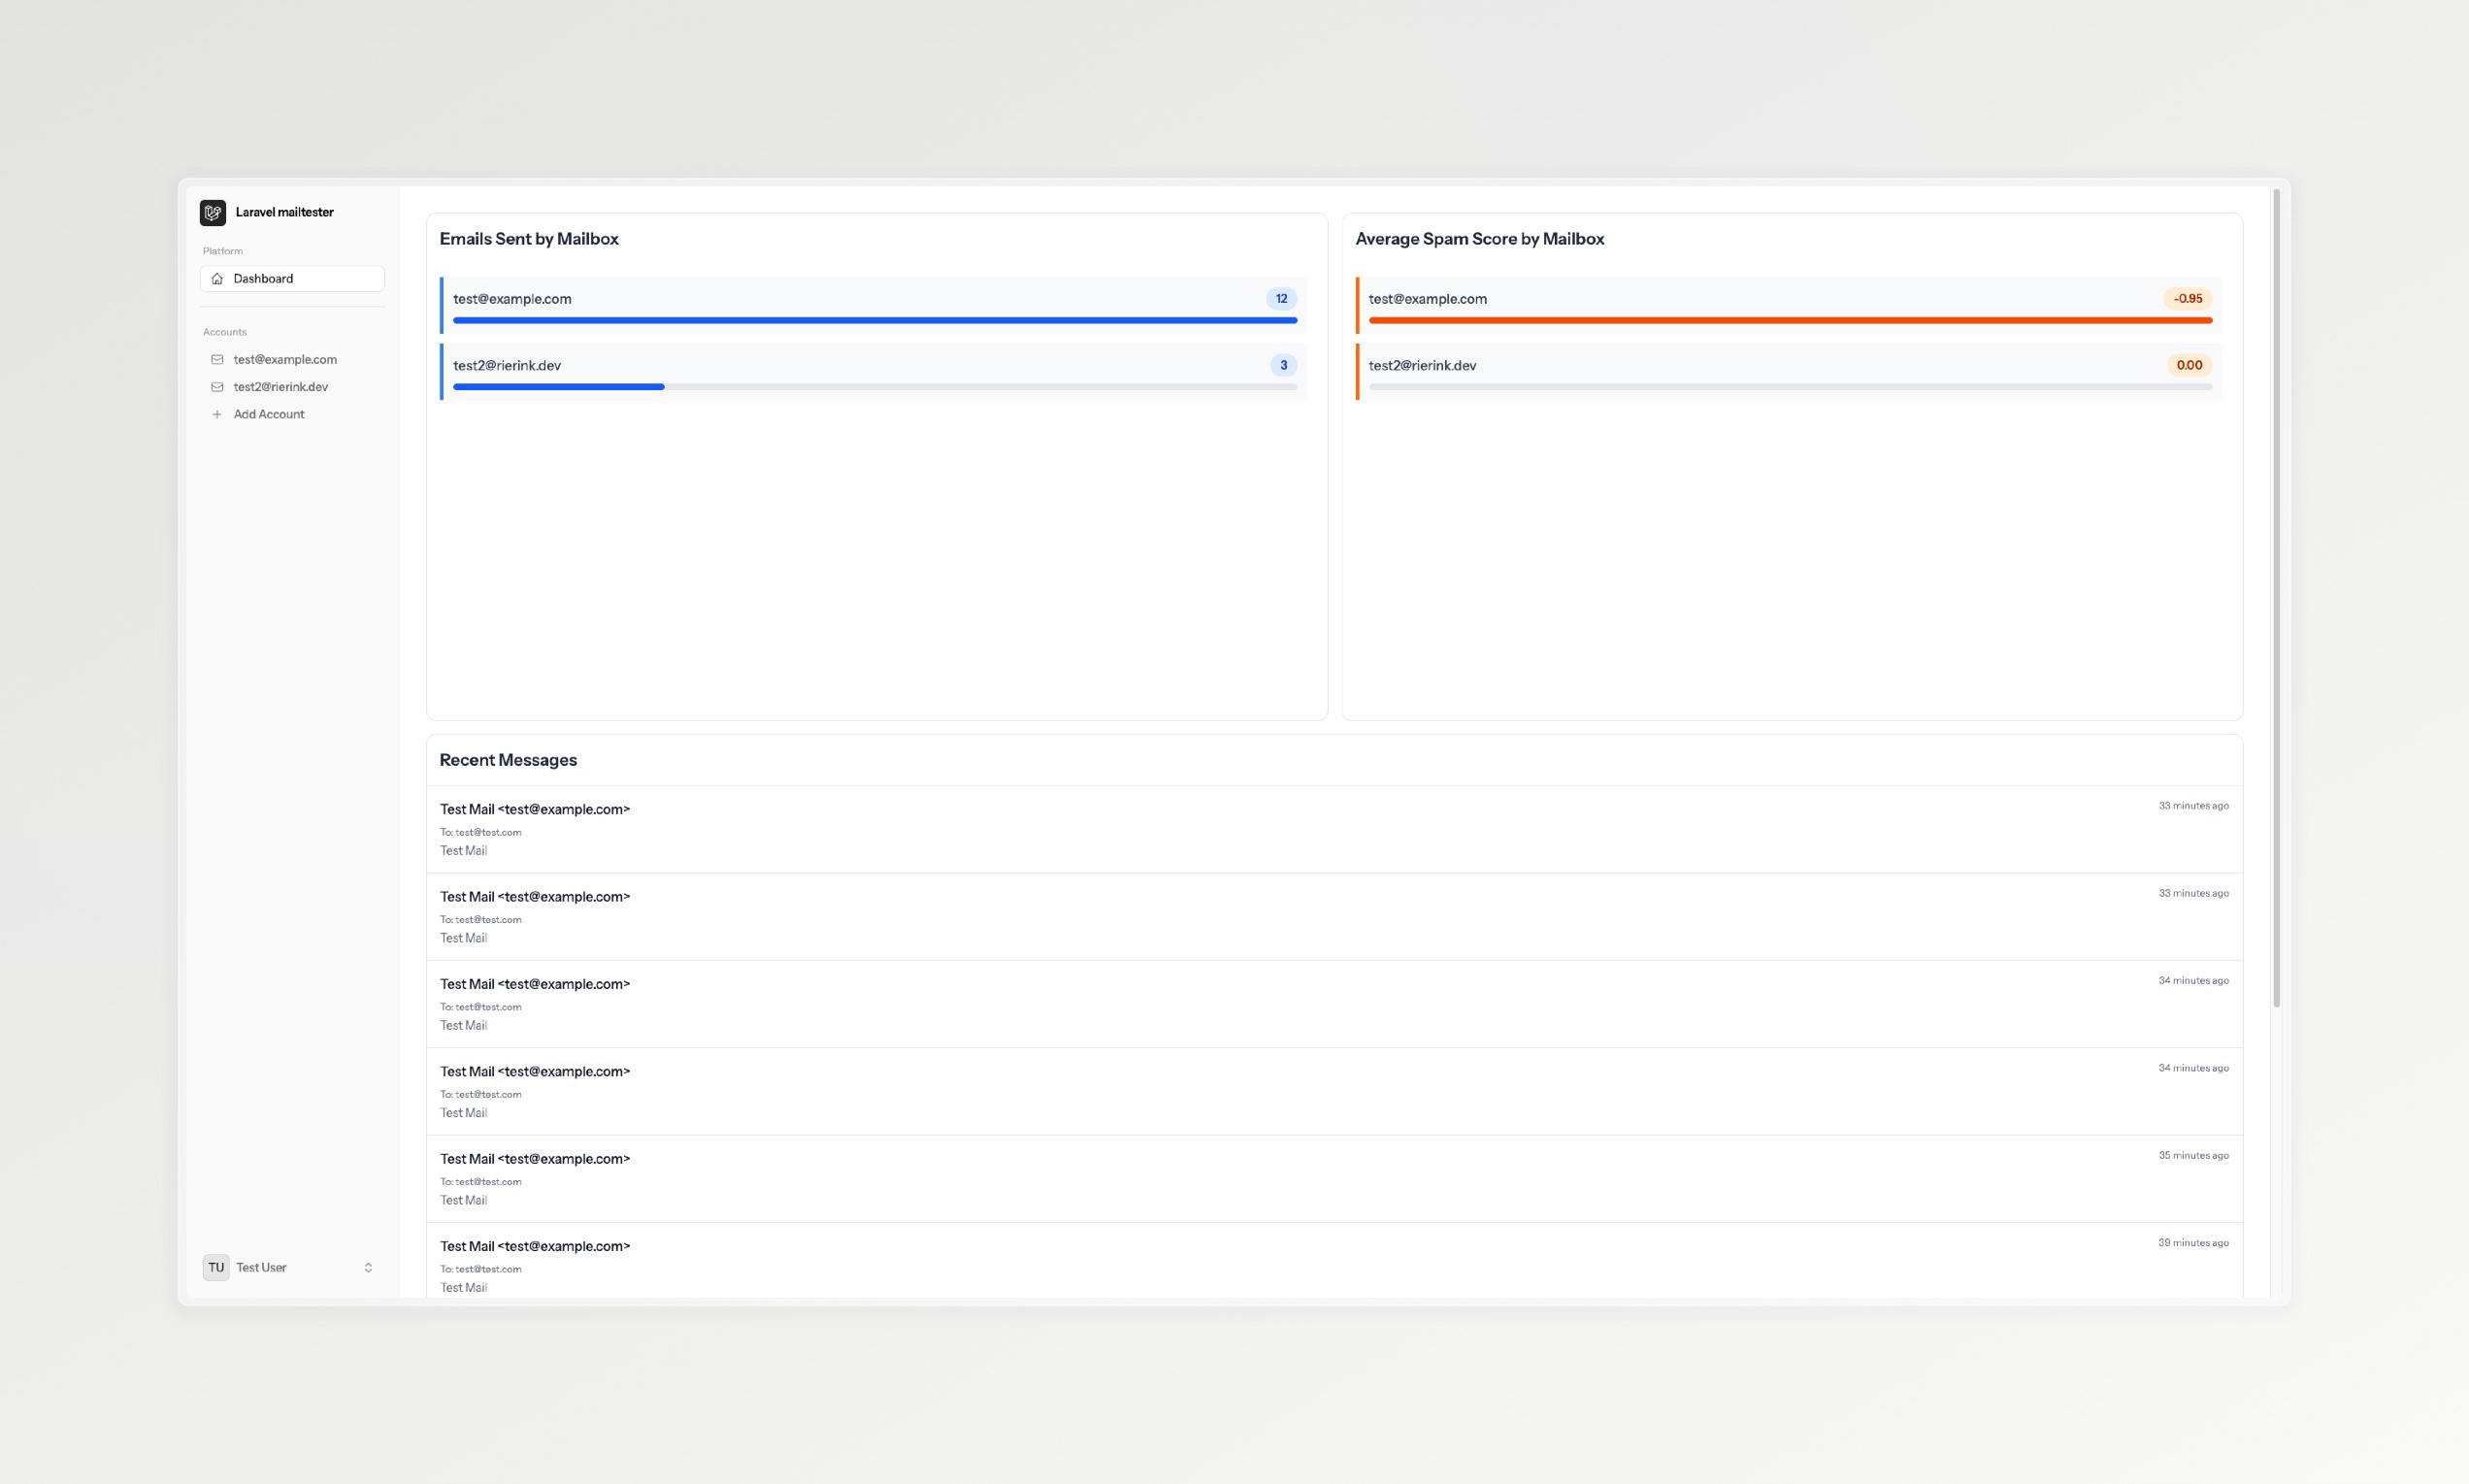 Laravel mailtester
Platform
Dashboard
Accounts
test@example.com
test2@rierink.dev
Add Account
TU Test User
Emails Sent by Mailbox
test@example.com 12
test2@rierink.dev 3
Average Spam Score by Mailbox
test@example.com -0.95
test2@rierink.dev 0.00
Recent Messages
Test Mail <test@example.com> 33 minutes ago
To: test@test.com
Test Mail
Test Mail <test@example.com> 33 minutes ago
To: test@test.com
Test Mail
Test Mail <test@example.com> 34 minutes ago
To: test@test.com
Test Mail
Test Mail <test@example.com> 34 minutes ago
To: test@test.com
Test Mail
Test Mail <test@example.com> 35 minutes ago
To: test@test.com
Test Mail
Test Mail <test@example.com> 39 minutes ago
To: test@test.com
Test Mail